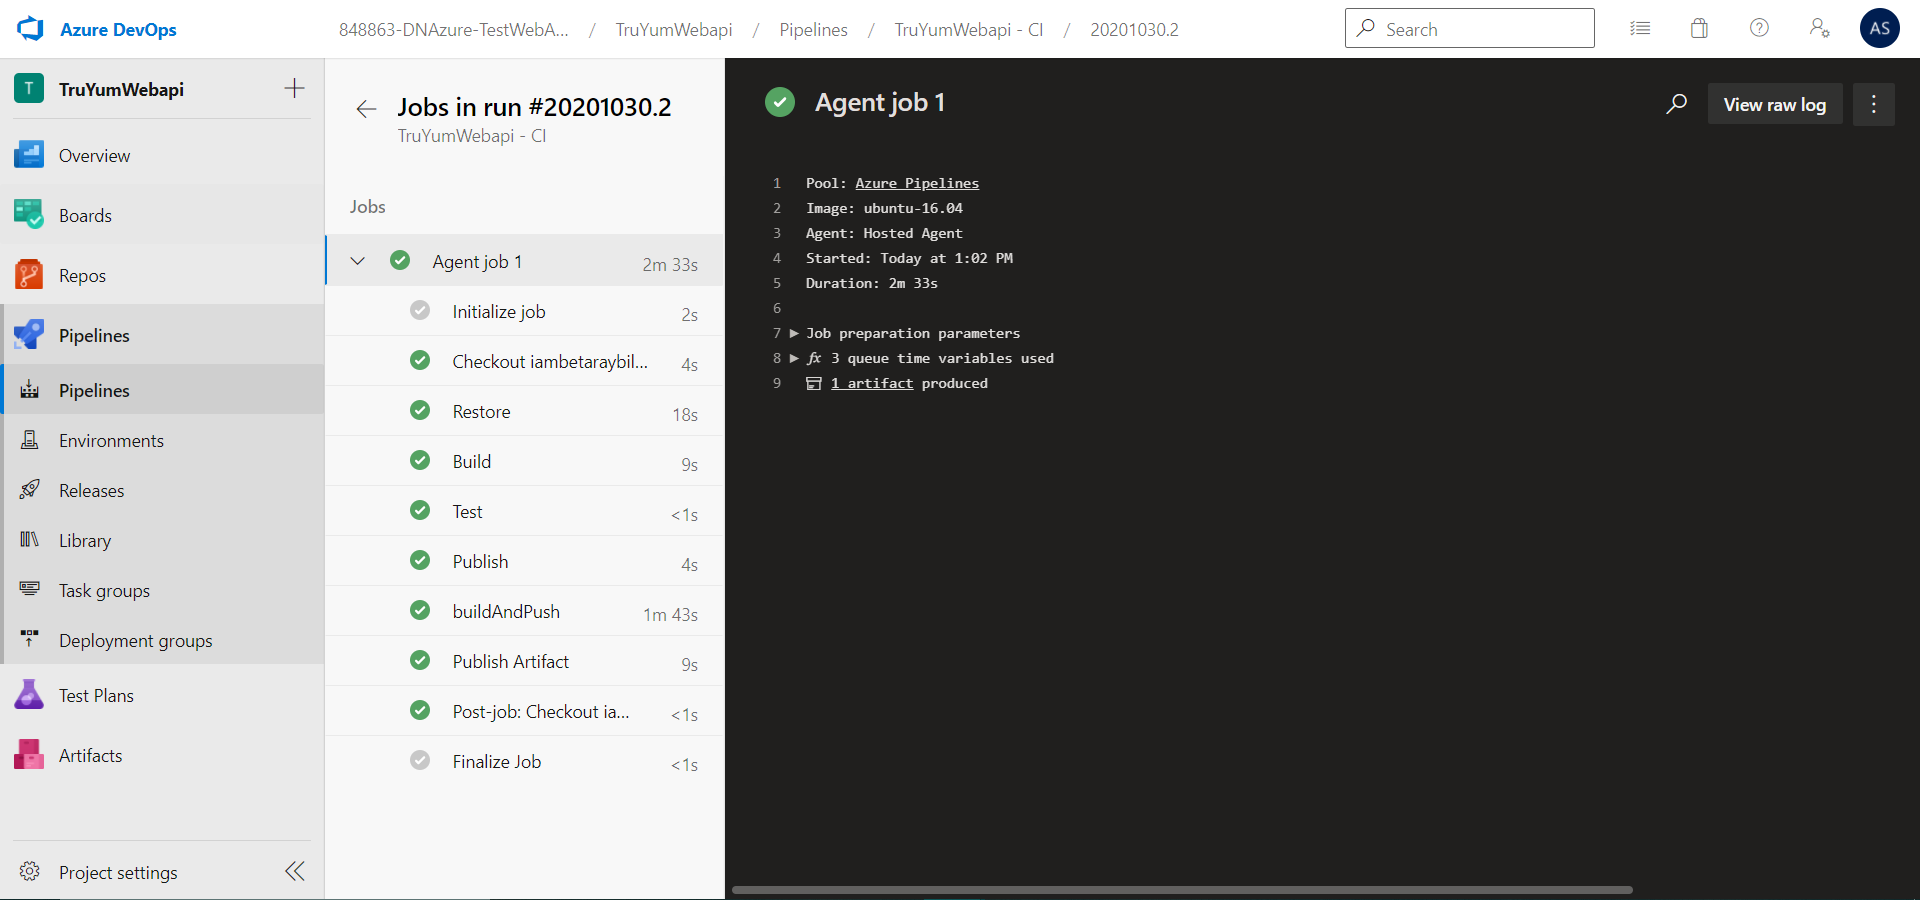 Azure DevOps
848863-DNAzure-TestWebA... / TruYumWebapi / Pipelines / TruYumWebapi - CI / 20201030.2
Search
AS
T TruYumWebapi
Overview
Boards
Repos
Pipelines
Pipelines
Environments
Releases
Library
Task groups
Deployment groups
Test Plans
Artifacts
Project settings
Jobs in run #20201030.2
TruYumWebapi - CI
Jobs
Agent job 1 2m 33s
Initialize job 2s
Checkout iambetaraybil... 4s
Restore 18s
Build 9s
Test <1s
Publish 4s
buildAndPush 1m 43s
Publish Artifact 9s
Post-job: Checkout ia... <1s
Finalize Job <1s
Agent job 1
View raw log
1 Pool: Azure Pipelines
2 Image: ubuntu-16.04
3 Agent: Hosted Agent
4 Started: Today at 1:02 PM
5 Duration: 2m 33s
6
7 Job preparation parameters
8 fx 3 queue time variables used
9 1 artifact produced